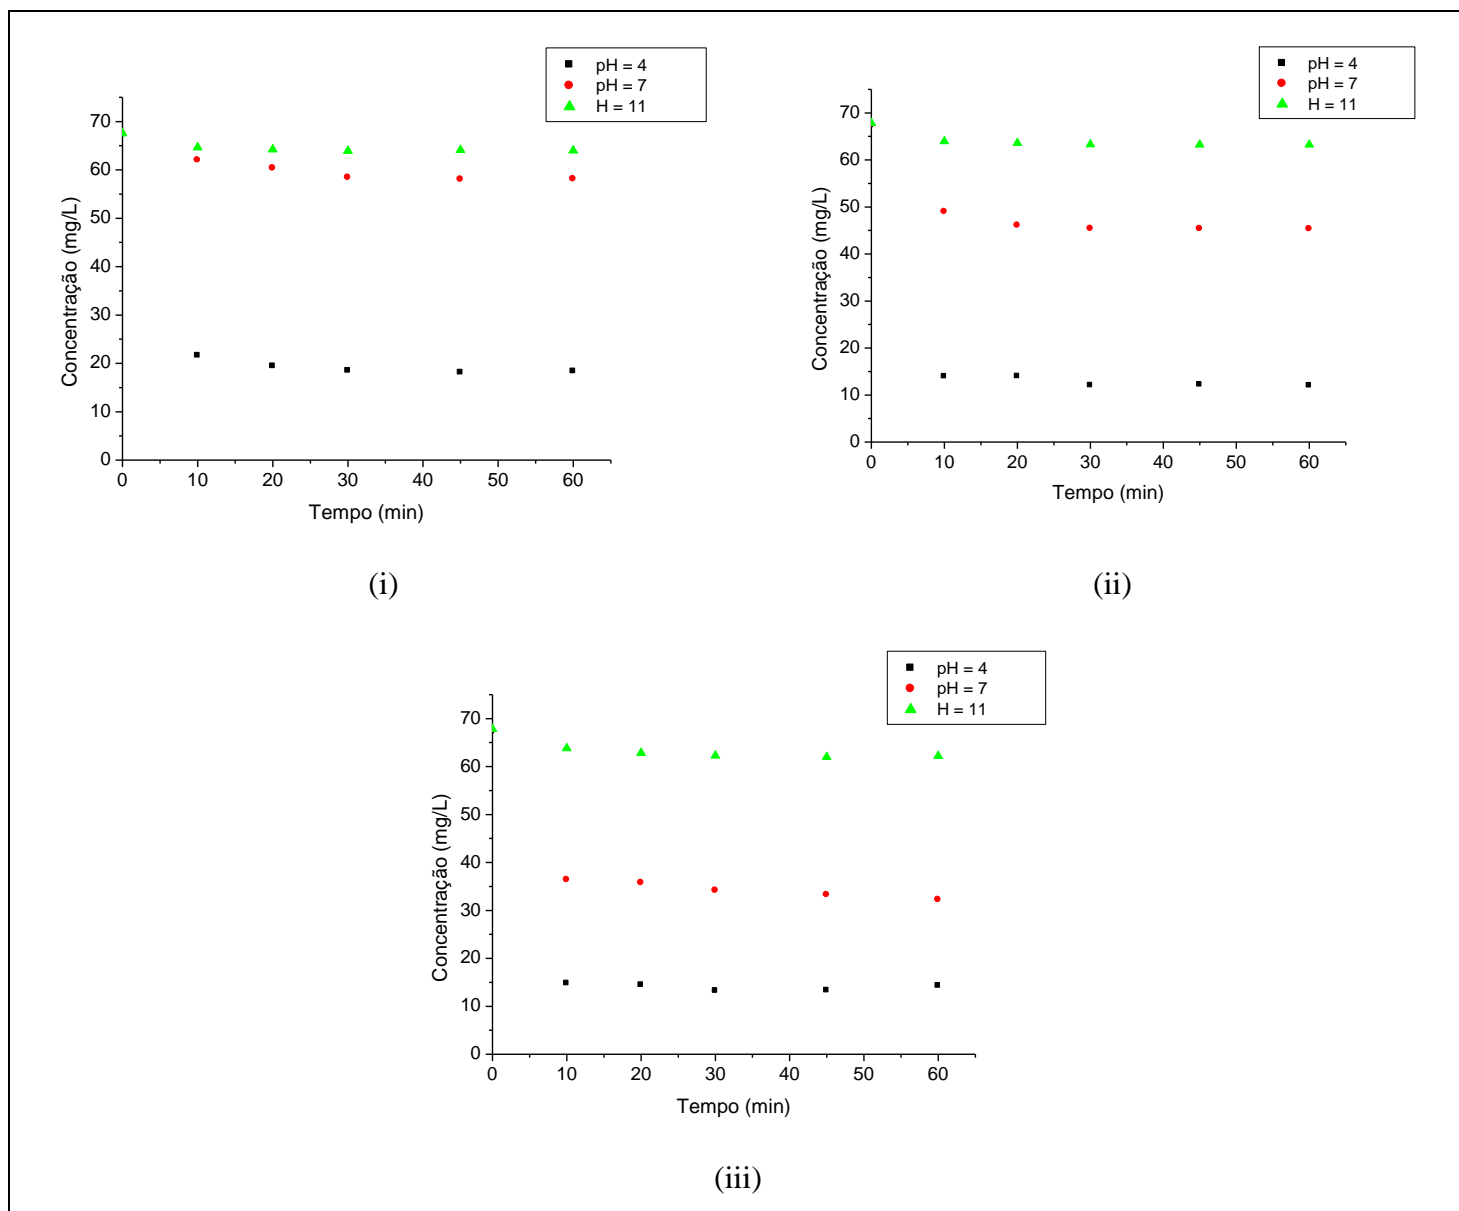 pH = 4
pH = 7
H = 11
70
60
50
40
30
20
10
0
Concentração (mg/L)
0 10 20 30 40 50 60
Tempo (min)
(i)
pH = 4
pH = 7
H = 11
70
60
50
40
30
20
10
0
Concentração (mg/L)
0 10 20 30 40 50 60
Tempo (min)
(ii)
pH = 4
pH = 7
H = 11
70
60
50
40
30
20
10
0
Concentração (mg/L)
0 10 20 30 40 50 60
Tempo (min)
(iii)